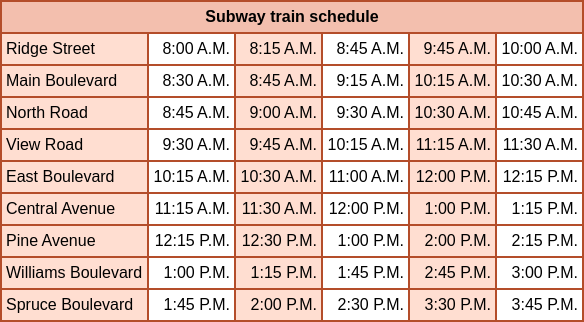 Subway train schedule
Ridge Street 8:00 A.M. 8:15 A.M. 8:45 A.M. 9:45 A.M. 10:00 A.M.
Main Boulevard 8:30 A.M. 8:45 A.M. 9:15 A.M. 10:15 A.M. 10:30 A.M.
North Road 8:45 A.M. 9:00 A.M. 9:30 A.M. 10:30 A.M. 10:45 A.M.
View Road 9:30 A.M. 9:45 A.M. 10:15 A.M. 11:15 A.M. 11:30 A.M.
East Boulevard 10:15 A.M. 10:30 A.M. 11:00 A.M. 12:00 P.M. 12:15 P.M.
Central Avenue 11:15 A.M. 11:30 A.M. 12:00 P.M. 1:00 P.M. 1:15 P.M.
Pine Avenue 12:15 P.M. 12:30 P.M. 1:00 P.M. 2:00 P.M. 2:15 P.M.
Williams Boulevard 1:00 P.M. 1:15 P.M. 1:45 P.M. 2:45 P.M. 3:00 P.M.
Spruce Boulevard 1:45 P.M. 2:00 P.M. 2:30 P.M. 3:30 P.M. 3:45 P.M.